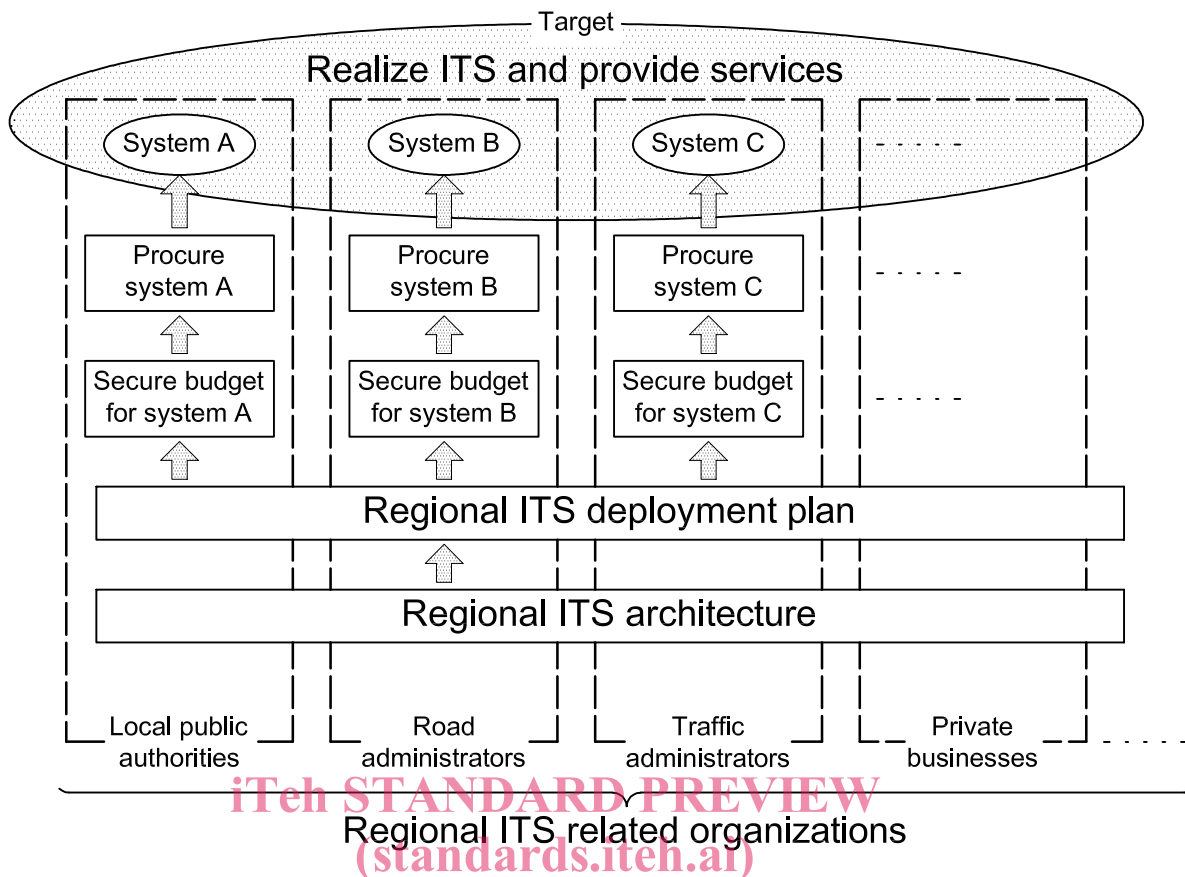 Target
Realize ITS and provide services
System A
System B
System C
- - - - -
Procure
system A
Procure
system B
Procure
system C
- - - - -
Secure budget
for system A
Secure budget
for system B
Secure budget
for system C
- - - - -
Regional ITS deployment plan
Regional ITS architecture
Local public
authorities
Road
administrators
Traffic
administrators
Private
businesses
iTeh STANDARD PREVIEW
Regional ITS related organizations
(standards.iteh.ai)